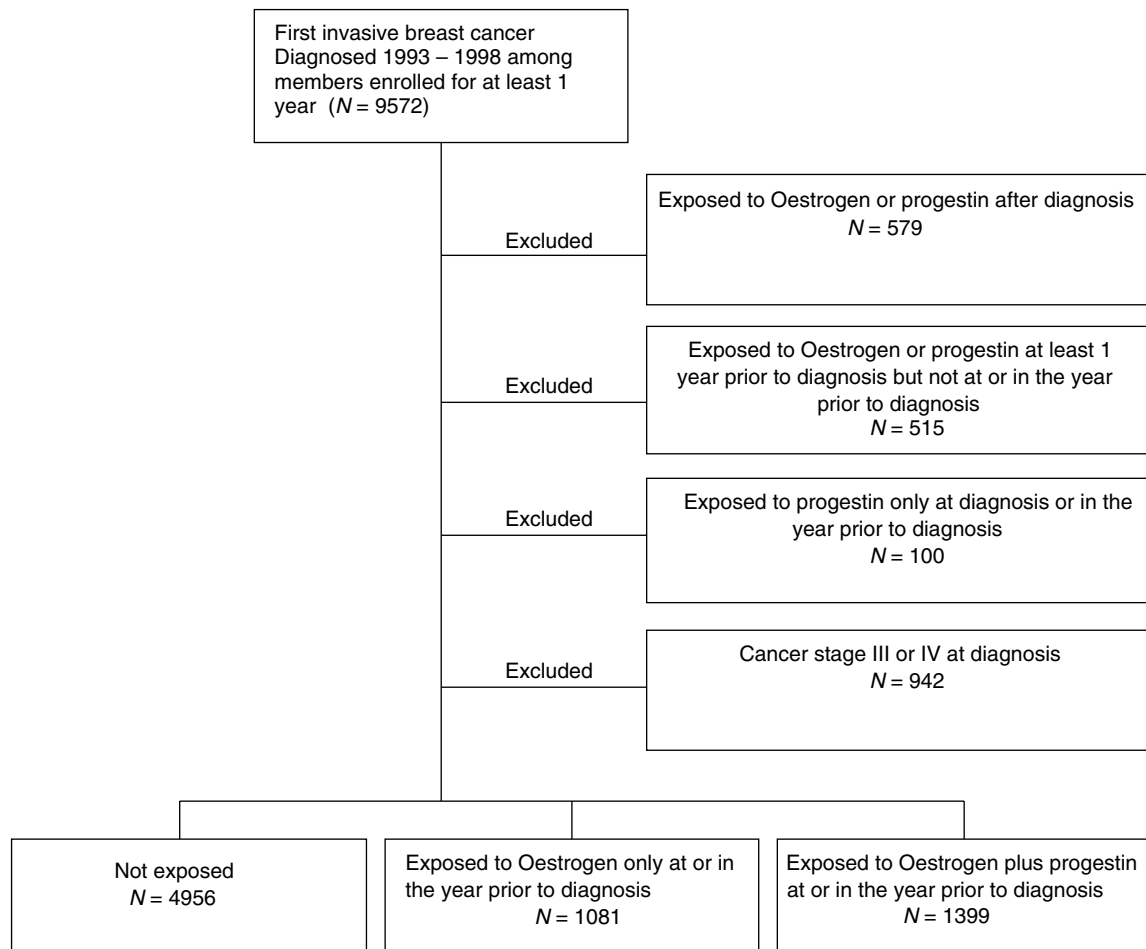 First invasive breast cancer
Diagnosed 1993 – 1998 among
members enrolled for at least 1
year (N = 9572)
Exposed to Oestrogen or progestin after diagnosis
N = 579
Excluded
Exposed to Oestrogen or progestin at least 1
year prior to diagnosis but not at or in the year
prior to diagnosis
N = 515
Excluded
Exposed to progestin only at diagnosis or in the
year prior to diagnosis
N = 100
Excluded
Cancer stage III or IV at diagnosis
N = 942
Excluded
Not exposed
N = 4956
Exposed to Oestrogen only at or in
the year prior to diagnosis
N = 1081
Exposed to Oestrogen plus progestin
at or in the year prior to diagnosis
N = 1399